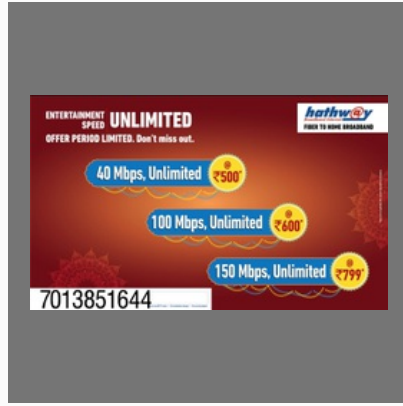 ENTERTAINMENT
SPEED UNLIMITED
OFFER PERIOD LIMITED. Don't miss out.
hathw@y
FIBER TO HOME BROADBAND
40 Mbps, Unlimited @ ₹500*
100 Mbps, Unlimited @ ₹600*
150 Mbps, Unlimited @ ₹799*
7013851644